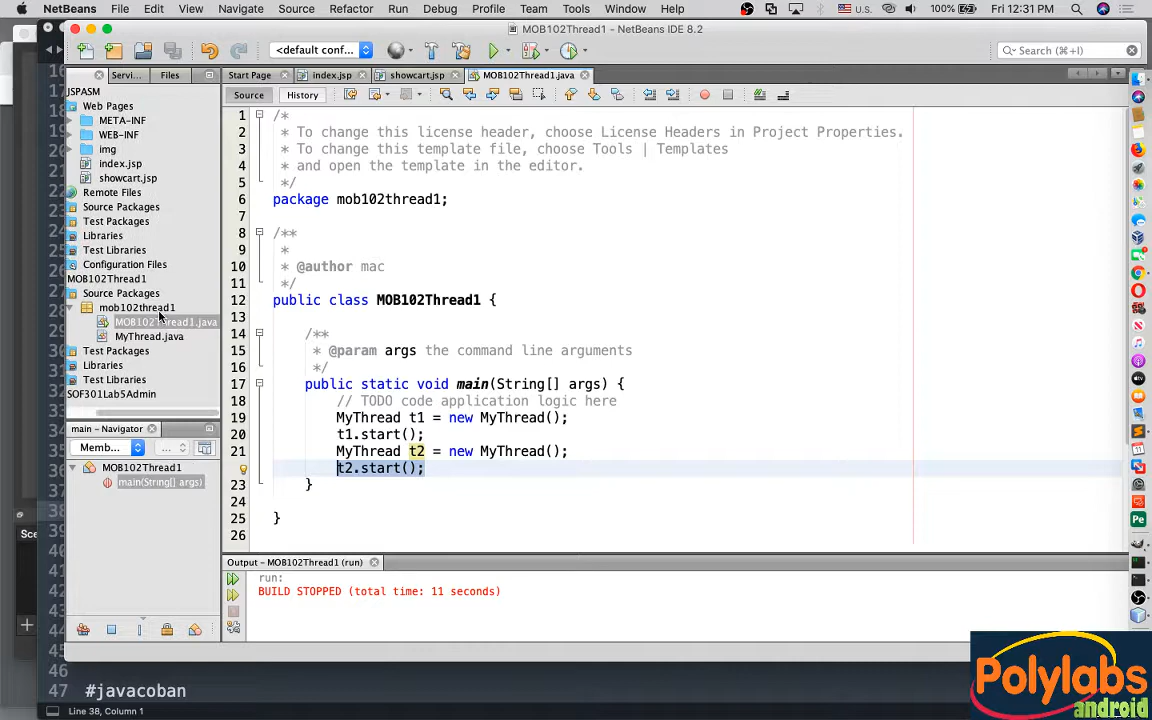 NetBeans File Edit View Navigate Source Refactor Run Debug Profile Team Tools Window Help U.S. 100% Fri 12:31 PM
MOB102Thread1 - NetBeans IDE 8.2
<default conf... Search (⌘+I)
Servi... Files Start Page index.jsp showcart.jsp MOB102Thread1.java
Source History
JSPASM
Web Pages
META-INF
WEB-INF
img
index.jsp
showcart.jsp
Remote Files
Source Packages
Test Packages
Libraries
Test Libraries
Configuration Files
MOB102Thread1
Source Packages
mob102thread1
MOB102Thread1.java
MyThread.java
Test Packages
Libraries
Test Libraries
SOF301Lab5Admin
main - Navigator
Memb...
MOB102Thread1
main(String[] args)
1 /*
2 * To change this license header, choose License Headers in Project Properties.
3 * To change this template file, choose Tools | Templates
4 * and open the template in the editor.
5 */
6 package mob102thread1;
7
8 /**
9 *
10 * @author mac
11 */
12 public class MOB102Thread1 {
13
14 /**
15 * @param args the command line arguments
16 */
17 public static void main(String[] args) {
18 // TODO code application logic here
19 MyThread t1 = new MyThread();
20 t1.start();
21 MyThread t2 = new MyThread();
t2.start();
23 }
24
25 }
26
Output - MOB102Thread1 (run)
run:
BUILD STOPPED (total time: 11 seconds)
46
47 #javacoban
Line 38, Column 1
Polylabs
android